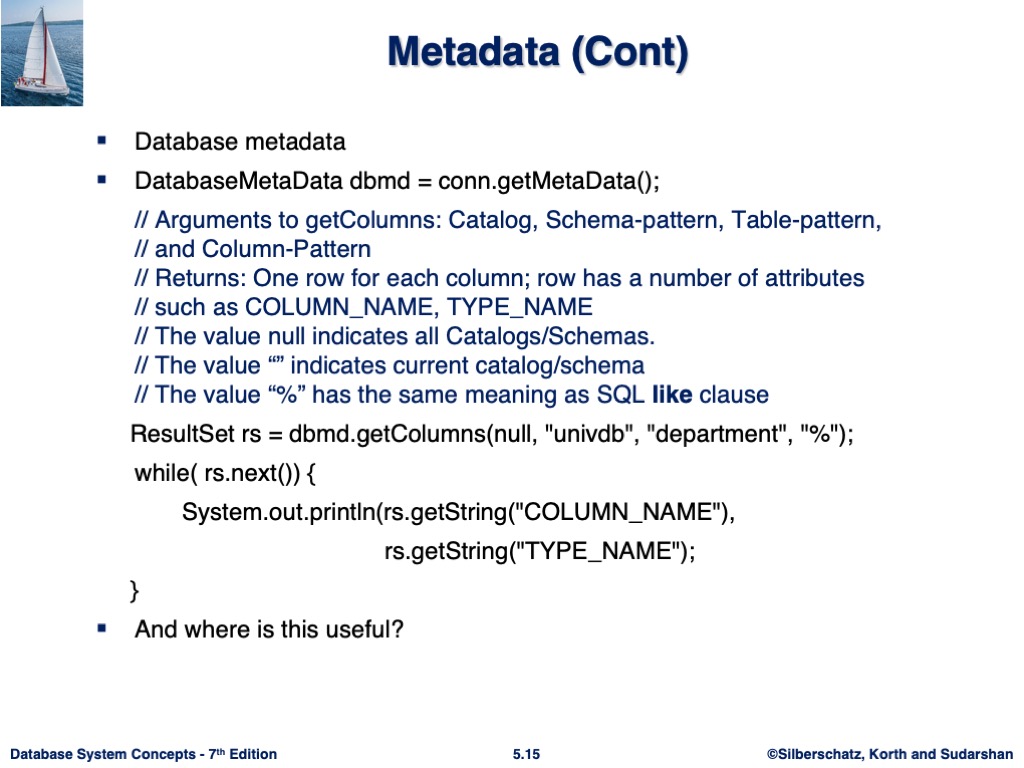 Metadata (Cont)
▪ Database metadata
▪ DatabaseMetaData dbmd = conn.getMetaData();
// Arguments to getColumns: Catalog, Schema-pattern, Table-pattern,
// and Column-Pattern
// Returns: One row for each column; row has a number of attributes
// such as COLUMN_NAME, TYPE_NAME
// The value null indicates all Catalogs/Schemas.
// The value “” indicates current catalog/schema
// The value “%” has the same meaning as SQL like clause
ResultSet rs = dbmd.getColumns(null, "univdb", "department", "%");
while( rs.next()) {
System.out.println(rs.getString("COLUMN_NAME"),
rs.getString("TYPE_NAME");
}
▪ And where is this useful?
Database System Concepts - 7th Edition 5.15 ©Silberschatz, Korth and Sudarshan